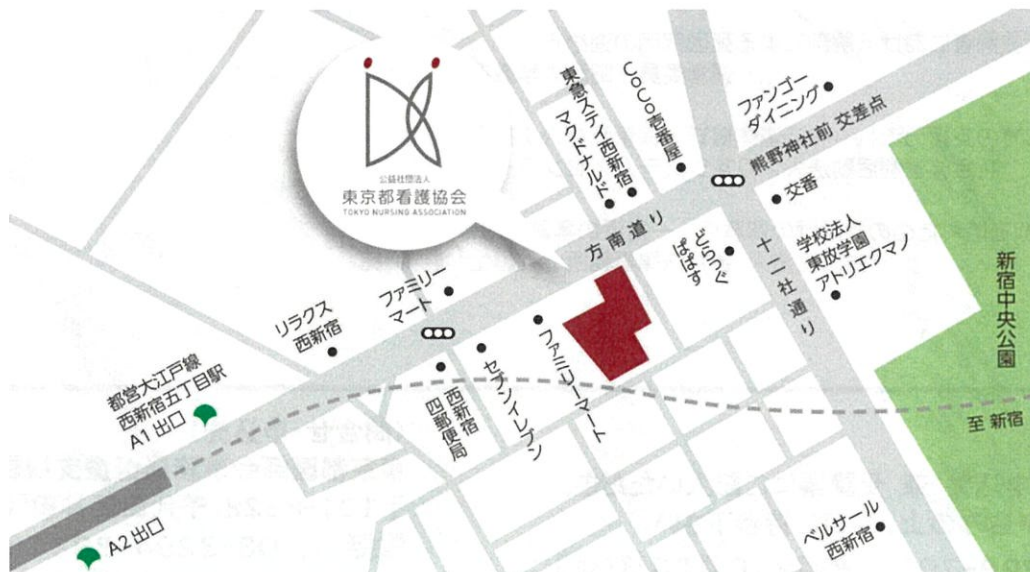 公益社団法人
東京都看護協会
TOKYO NURSING ASSOCIATION
東急ステイ西新宿
マクドナルド
CoCo壱番屋
ファンゴー
ダイニング
熊野神社前 交差点
交番
学校法人
東放学園
アトリエクマノ
方南道り
どらっぐ
ぱぱす
十二社通り
新宿中央公園
ファミリー
マート
リラクス
西新宿
ファミリーマート
セブンイレブン
西新宿
四郵便局
都営大江戸線
西新宿五丁目駅
A1 出口
A2 出口
至 新宿
ベルサール
西新宿